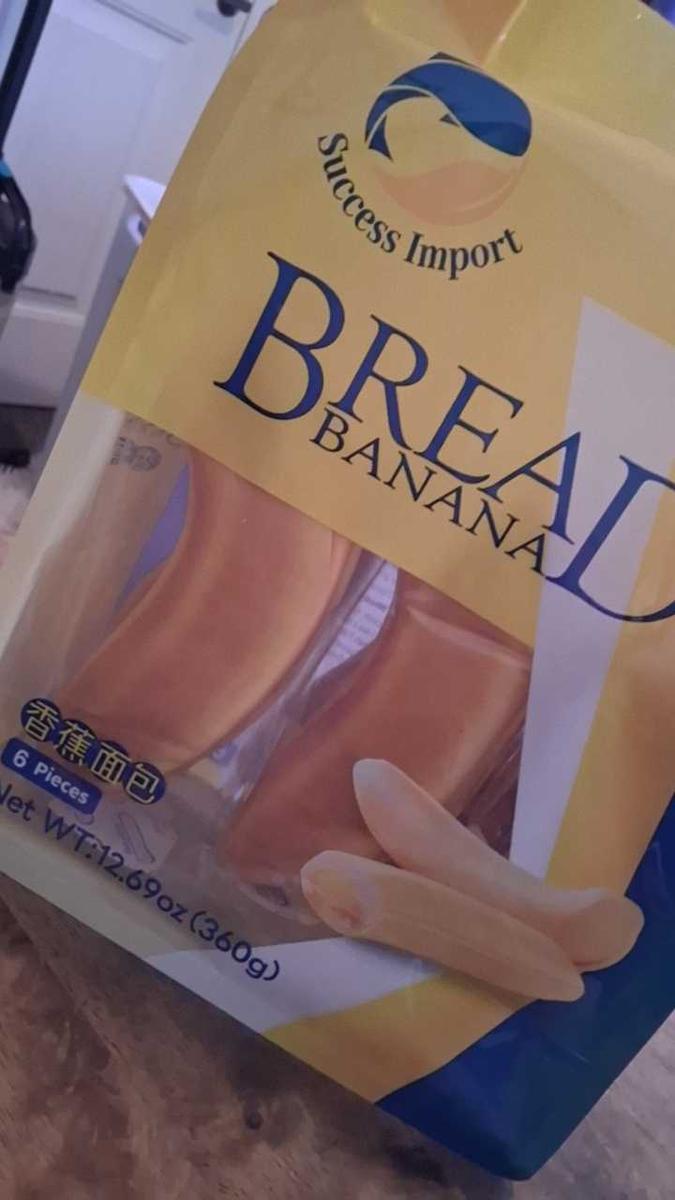 Success Import
BREAD
BANANA
香蕉面包
6 Pieces
Net WT:12.69oz (360g)